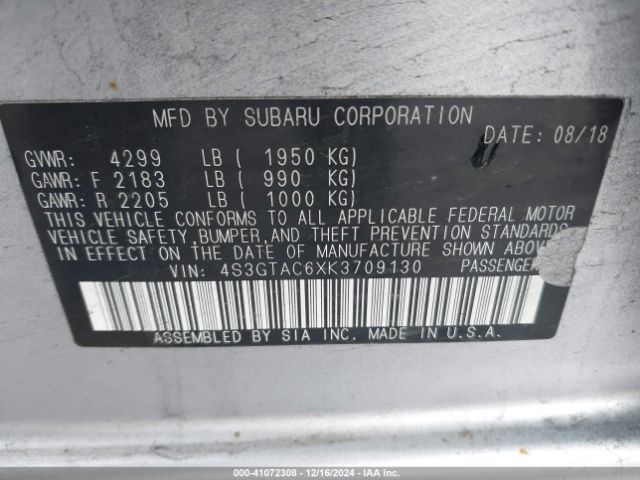 MFD BY SUBARU CORPORATION
DATE: 08/18
GVWR: 4299 LB ( 1950 KG)
GAWR: F 2183 LB ( 990 KG)
GAWR: R 2205 LB ( 1000 KG)
THIS VEHICLE CONFORMS TO ALL APPLICABLE FEDERAL MOTOR
VEHICLE SAFETY, BUMPER, AND THEFT PREVENTION STANDARDS
IN EFFECT ON THE DATE OF MANUFACTURE SHOWN ABOVE
VIN: 4S3GTAC6XK3709130 PASSENGER
ASSEMBLED BY SIA INC. MADE IN U.S.A.
000-41072308 - 12/16/2024 - IAA Inc.